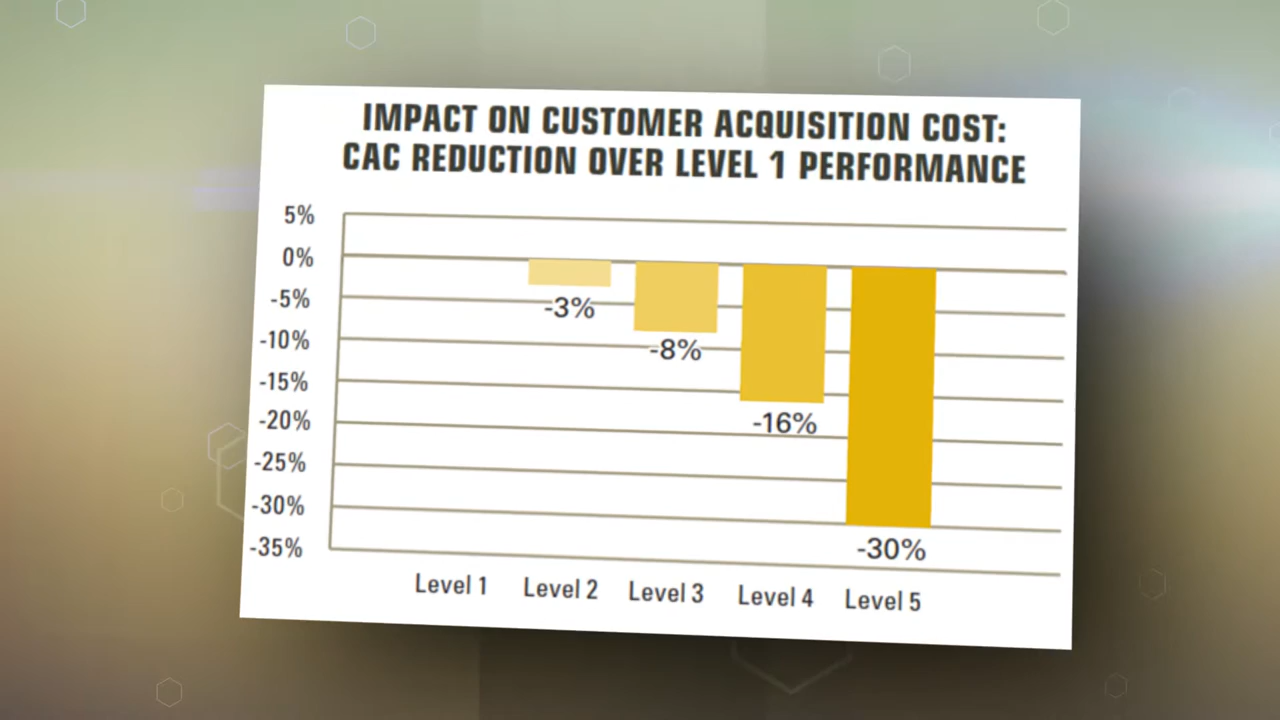 IMPACT ON CUSTOMER ACQUISITION COST:
CAC REDUCTION OVER LEVEL 1 PERFORMANCE
5%
0%
-5%
-10%
-15%
-20%
-25%
-30%
-35%
-3%
-8%
-16%
-30%
Level 1
Level 2
Level 3
Level 4
Level 5